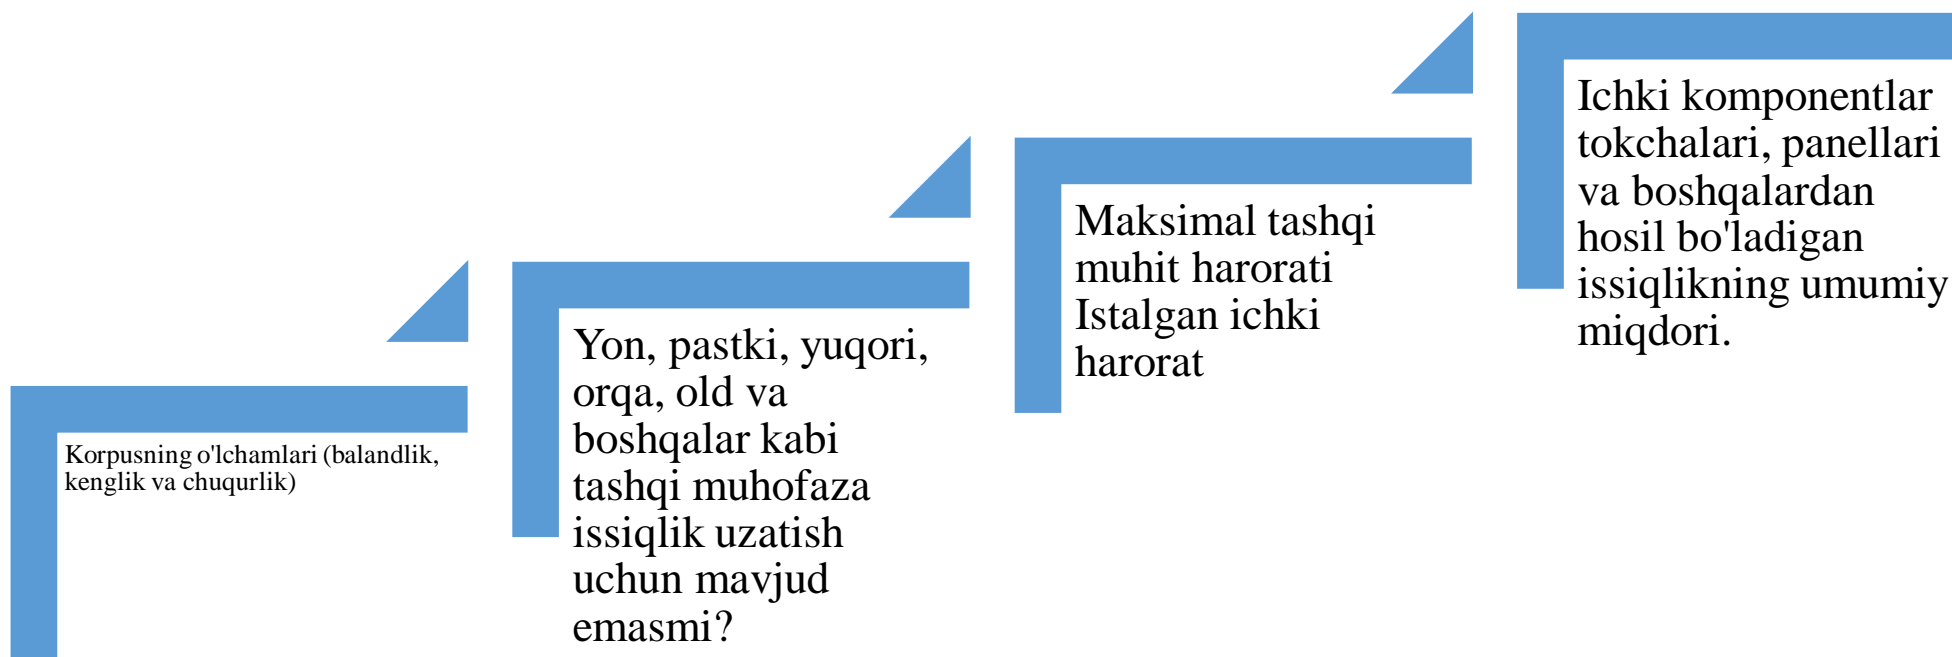 Korpusning o'lchamlari (balandlik,
kenglik va chuqurlik)
Yon, pastki, yuqori,
orqa, old va
boshqalar kabi
tashqi muhofaza
issiqlik uzatish
uchun mavjud
emasmi?
Maksimal tashqi
muhit harorati
Istalgan ichki
harorat
Ichki komponentlar
tokchalari, panellari
va boshqalardan
hosil bo'ladigan
issiqlikning umumiy
miqdori.